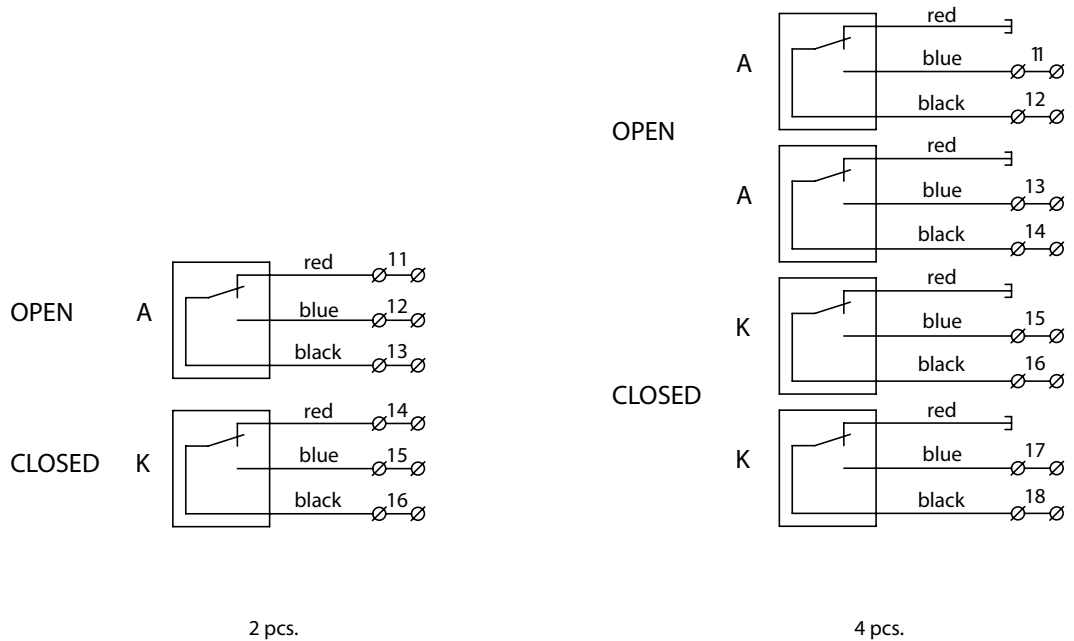 OPEN A
red 11
blue 12
black 13
CLOSED K
red 14
blue 15
black 16
2 pcs.
OPEN
A
red
blue 11
black 12
A
red
blue 13
black 14
CLOSED
K
red
blue 15
black 16
K
red
blue 17
black 18
4 pcs.